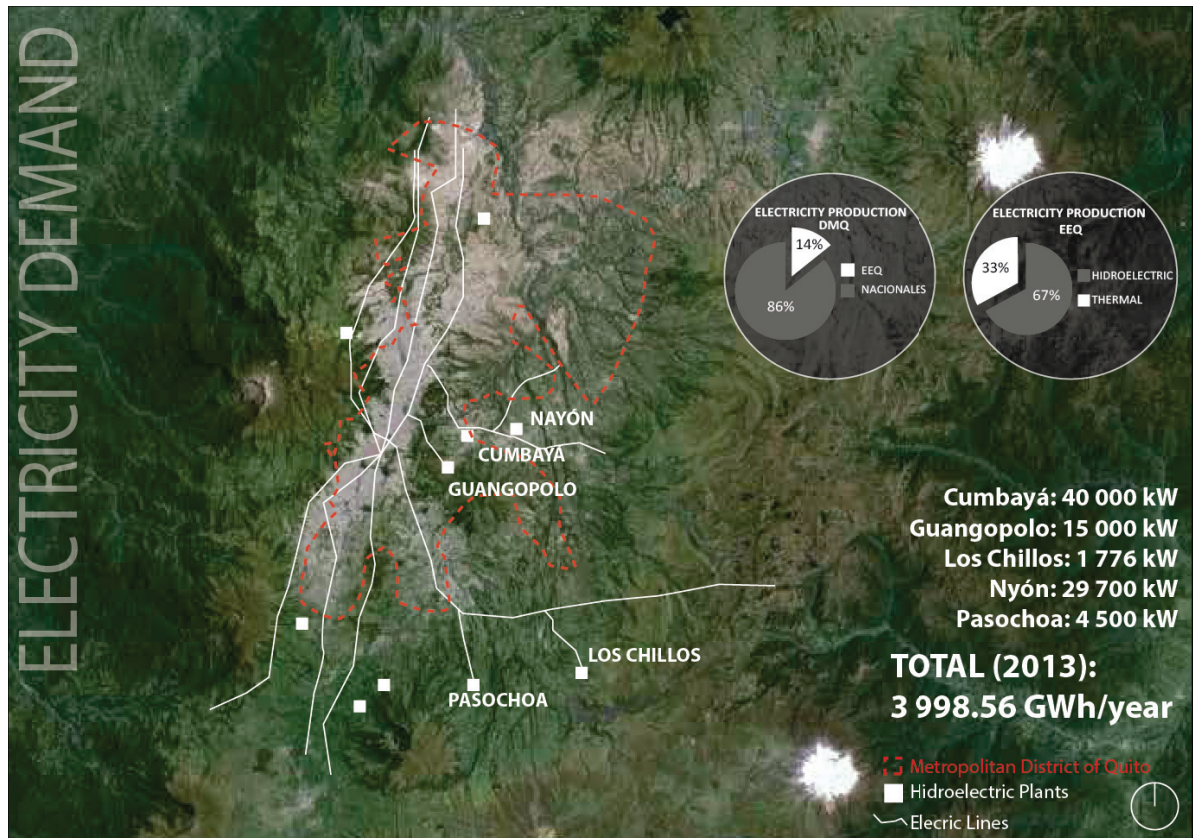 ELECTRICITY DEMAND
ELECTRICITY PRODUCTION
DMQ
14%
86%
EEQ
NACIONALES
ELECTRICITY PRODUCTION
EEQ
33%
67%
HIDROELECTRIC
THERMAL
NAYÓN
CUMBAYA
GUANGOPOLO
LOS CHILLOS
PASOCHOA
Cumbayá: 40 000 kW
Guangopolo: 15 000 kW
Los Chillos: 1 776 kW
Nyón: 29 700 kW
Pasochoa: 4 500 kW
TOTAL (2013):
3 998.56 GWh/year
Metropolitan District of Quito
Hidroelectric Plants
Elecric Lines